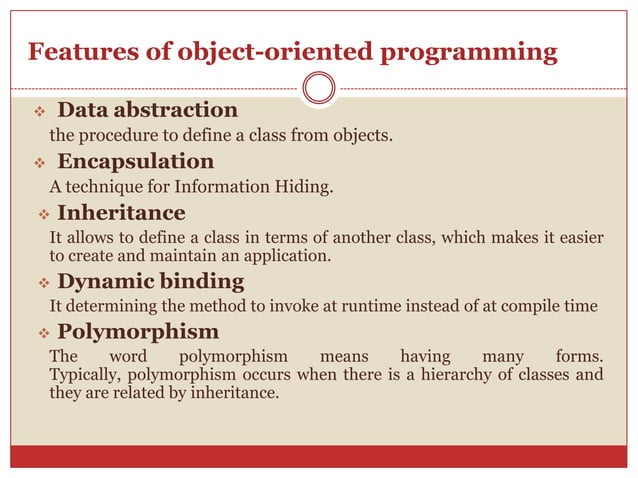 Features of object-oriented programming
Data abstraction
the procedure to define a class from objects.
Encapsulation
A technique for Information Hiding.
Inheritance
It allows to define a class in terms of another class, which makes it easier
to create and maintain an application.
Dynamic binding
It determining the method to invoke at runtime instead of at compile time
Polymorphism
The word polymorphism means having many forms.
Typically, polymorphism occurs when there is a hierarchy of classes and
they are related by inheritance.